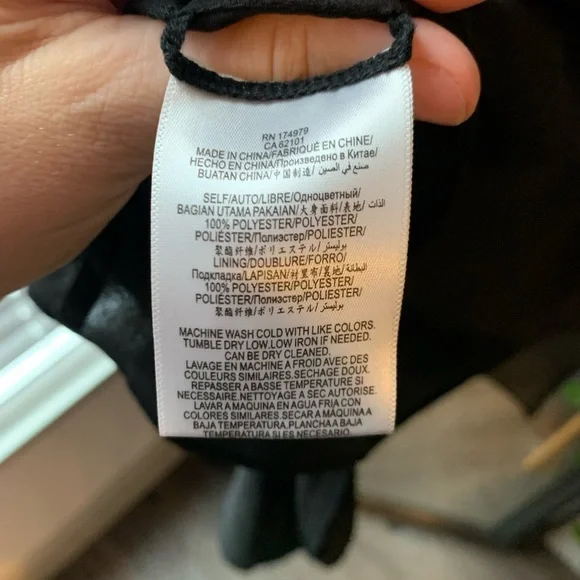 RN 174979
CA 62101
MADE IN CHINA/FABRIQUÉ EN CHINE/
HECHO EN CHINA/Произведено в Китае/
BUATAN CHINA/中国制造/صنع في الصين
SELF/AUTO/LIBRE/Одноцветный/
BAGIAN UTAMA PAKAIAN/大身面料/表地/الذات
100% POLYESTER/POLYESTER/
POLIÉSTER/Полиэстер/POLIESTER/
聚酯纤维/ポリエステル/بوليستر
LINING/DOUBLURE/FORRO/
Подкладка/LAPISAN/衬里布/裏地/البطانة
100% POLYESTER/POLYESTER/
POLIÉSTER/Полиэстер/POLIESTER/
聚酯纤维/ポリエステル/بوليستر
MACHINE WASH COLD WITH LIKE COLORS.
TUMBLE DRY LOW.LOW IRON IF NEEDED.
CAN BE DRY CLEANED.
LAVAGE EN MACHINE A FROID AVEC DES
COULEURS SIMILAIRES.SECHAGE DOUX.
REPASSER A BASSE TEMPERATURE SI
NECESSAIRE.NETTOYAGE A SEC AUTORISE.
LAVAR A MAQUINA EN AGUA FRIA CON
COLORES SIMILARES.SECAR A MÁQUINA A
BAJA TEMPERATURA.PLANCHA A BAJA
TEMPERATURA SI ES NECESARIO.